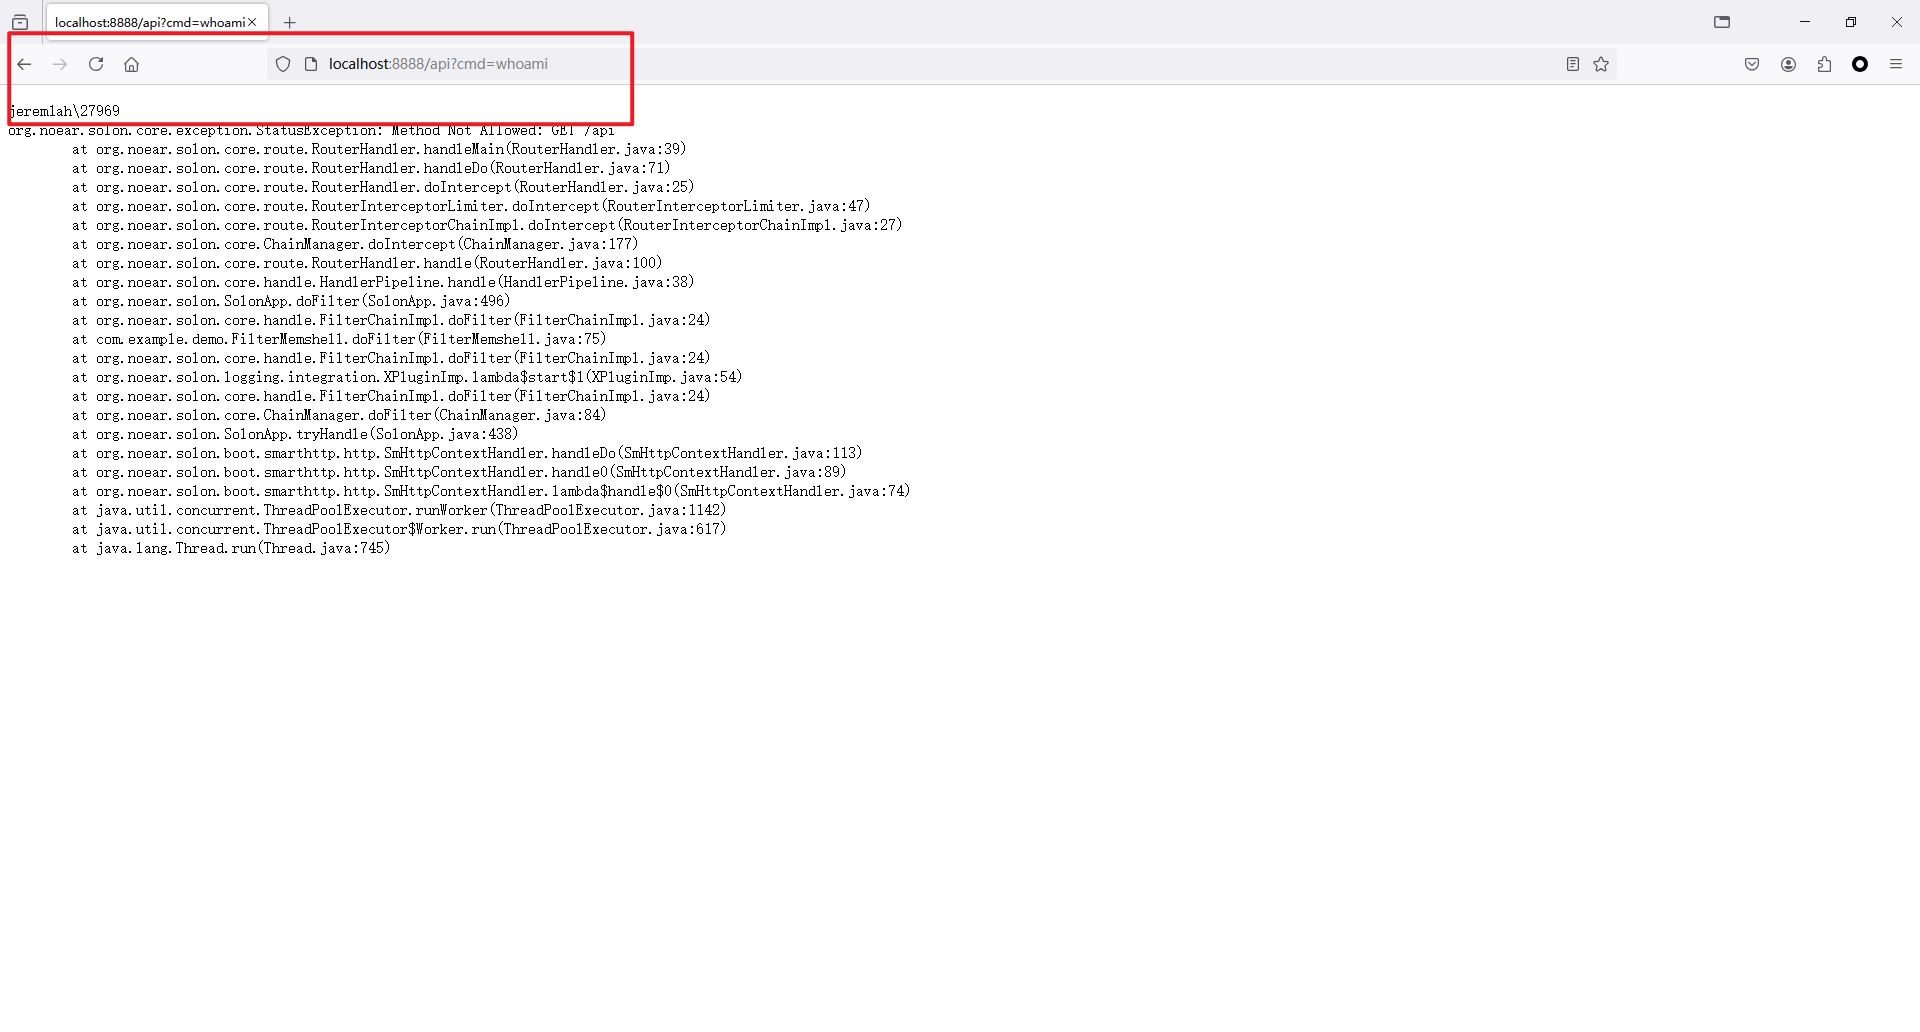 localhost:8888/api?cmd=whoami
localhost:8888/api?cmd=whoami
jeremlah\27969
org.noear.solon.core.exception.StatusException: Method Not Allowed: GET /api
at org.noear.solon.core.route.RouterHandler.handleMain(RouterHandler.java:39)
at org.noear.solon.core.route.RouterHandler.handleDo(RouterHandler.java:71)
at org.noear.solon.core.route.RouterHandler.doIntercept(RouterHandler.java:25)
at org.noear.solon.core.route.RouterInterceptorLimiter.doIntercept(RouterInterceptorLimiter.java:47)
at org.noear.solon.core.route.RouterInterceptorChainImpl.doIntercept(RouterInterceptorChainImpl.java:27)
at org.noear.solon.core.ChainManager.doIntercept(ChainManager.java:177)
at org.noear.solon.core.route.RouterHandler.handle(RouterHandler.java:100)
at org.noear.solon.core.handle.HandlerPipeline.handle(HandlerPipeline.java:38)
at org.noear.solon.SolonApp.doFilter(SolonApp.java:496)
at org.noear.solon.core.handle.FilterChainImpl.doFilter(FilterChainImpl.java:24)
at com.example.demo.FilterMemshell.doFilter(FilterMemshell.java:75)
at org.noear.solon.core.handle.FilterChainImpl.doFilter(FilterChainImpl.java:24)
at org.noear.solon.logging.integration.XPluginImp.lambda$start$1(XPluginImp.java:54)
at org.noear.solon.core.handle.FilterChainImpl.doFilter(FilterChainImpl.java:24)
at org.noear.solon.core.ChainManager.doFilter(ChainManager.java:84)
at org.noear.solon.SolonApp.tryHandle(SolonApp.java:438)
at org.noear.solon.boot.smarthttp.http.SmHttpContextHandler.handleDo(SmHttpContextHandler.java:113)
at org.noear.solon.boot.smarthttp.http.SmHttpContextHandler.handle0(SmHttpContextHandler.java:89)
at org.noear.solon.boot.smarthttp.http.SmHttpContextHandler.lambda$handle$0(SmHttpContextHandler.java:74)
at java.util.concurrent.ThreadPoolExecutor.runWorker(ThreadPoolExecutor.java:1142)
at java.util.concurrent.ThreadPoolExecutor$Worker.run(ThreadPoolExecutor.java:617)
at java.lang.Thread.run(Thread.java:745)